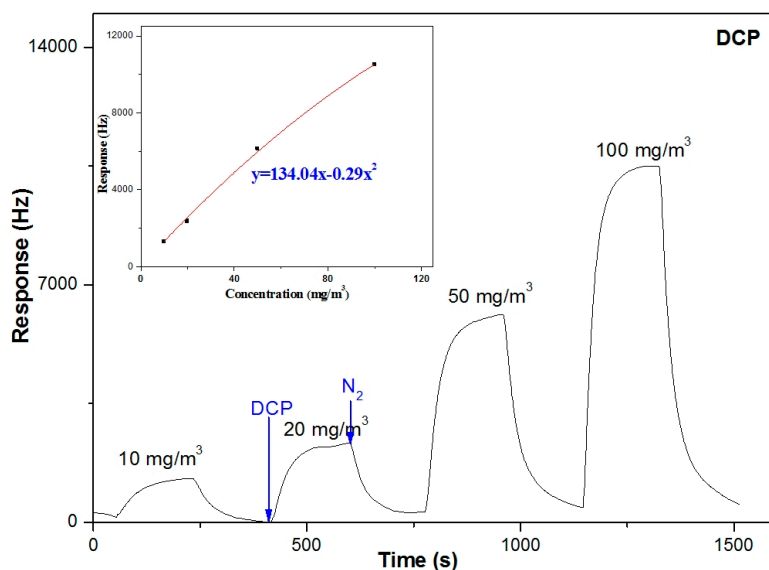 14000
7000
0
Response (Hz)
0
500
1000
1500
Time (s)
DCP
12000
8000
4000
0
Response (Hz)
0
40
80
120
Concentration (mg/m³)
y=134.04x-0.29x²
10 mg/m³
DCP
20 mg/m³
N₂
50 mg/m³
100 mg/m³